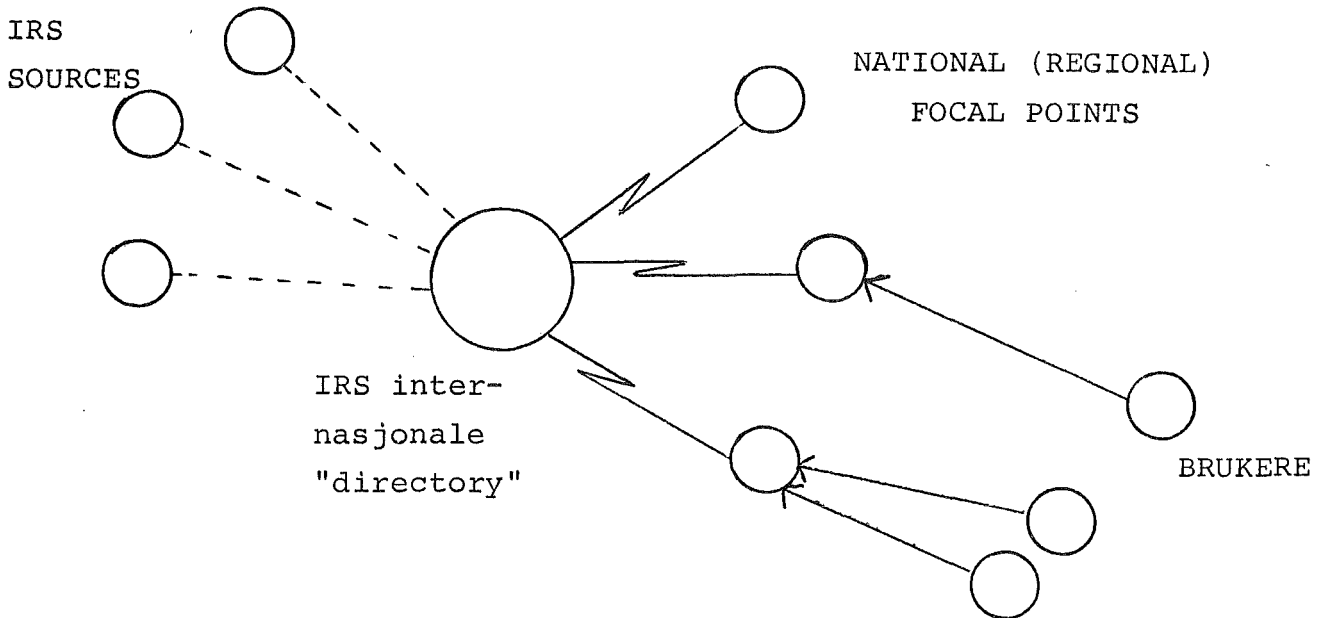 IRS
SOURCES
NATIONAL (REGIONAL)
FOCAL POINTS
IRS inter-
nasjonale
"directory"
BRUKERE